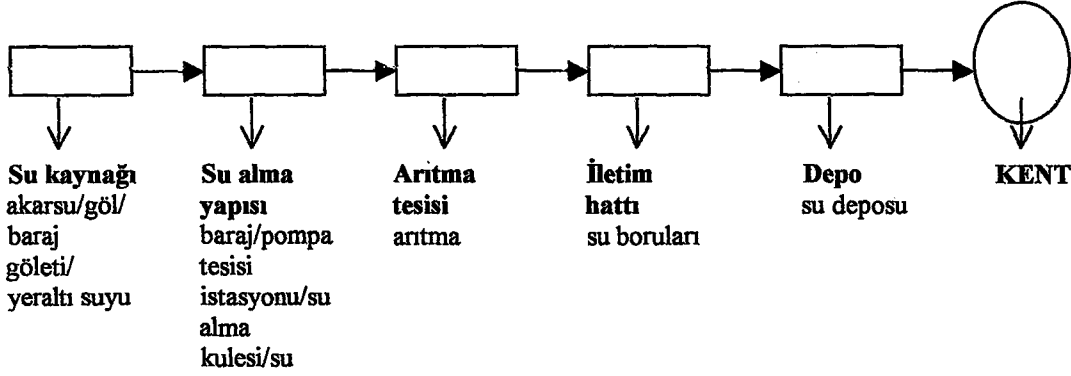 Su kaynağı
akarsu/göl/
baraj
göleti/
yeraltı suyu
Su alma
yapısı
baraj/pompa
tesisi
istasyonu/su
alma
kulesi/su
Arıtma
tesisi
arıtma
İletim
hattı
su boruları
Depo
su deposu
KENT